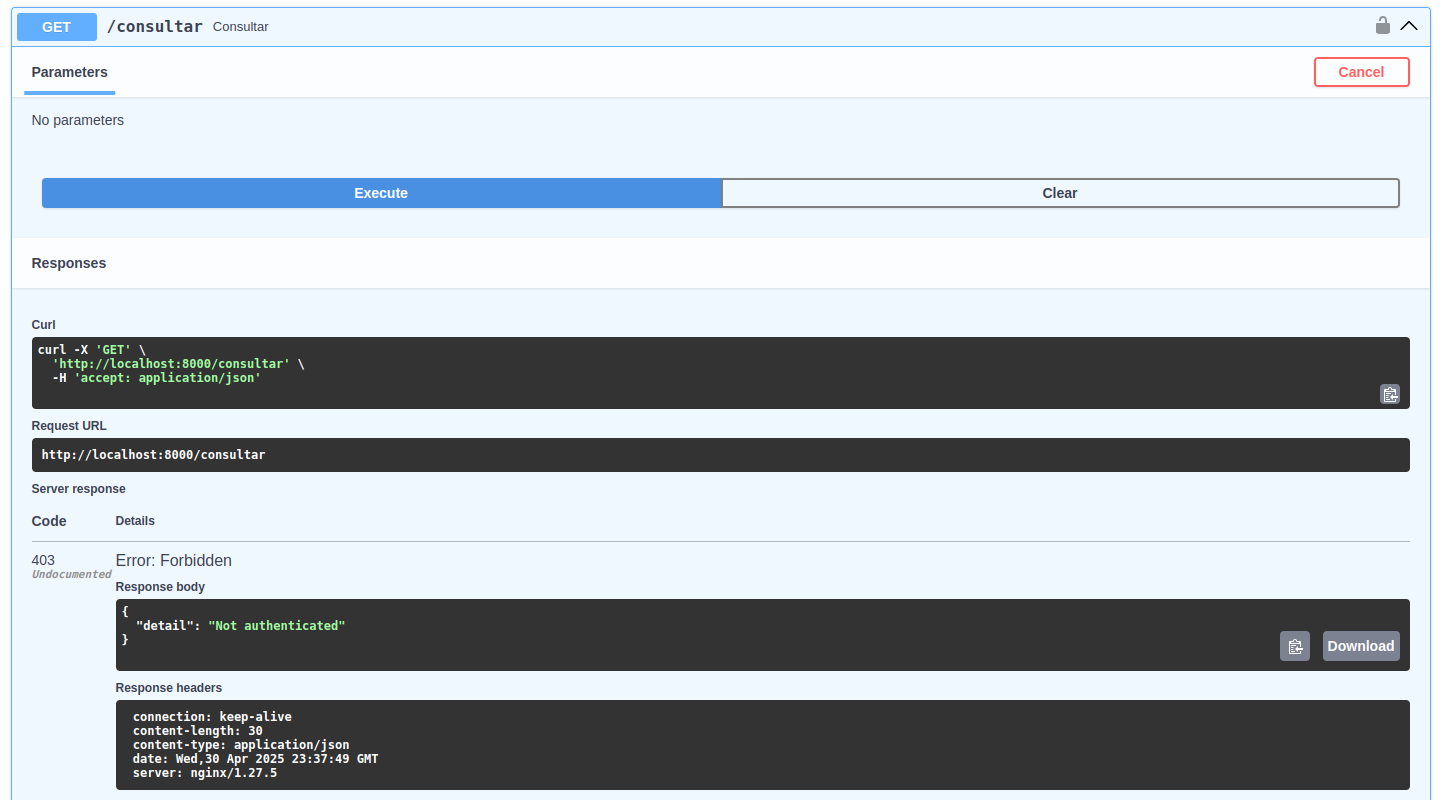 GET /consultar Consultar
Parameters Cancel
No parameters
Execute Clear
Responses
Curl
curl -X 'GET' \
  'http://localhost:8000/consultar' \
  -H 'accept: application/json'
Request URL
http://localhost:8000/consultar
Server response
Code Details
403 Error: Forbidden
Undocumented
Response body
{
  "detail": "Not authenticated"
}
Download
Response headers
connection: keep-alive
content-length: 30
content-type: application/json
date: Wed,30 Apr 2025 23:37:49 GMT
server: nginx/1.27.5